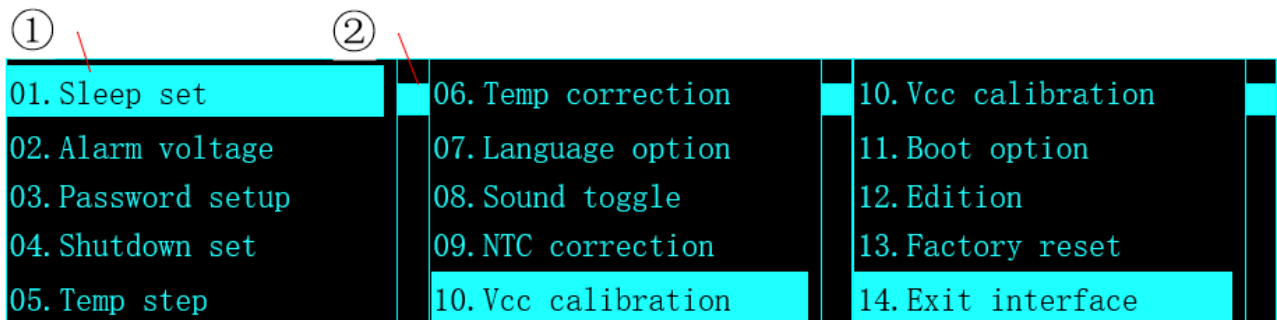 ① ②
01.Sleep set
02.Alarm voltage
03.Password setup
04.Shutdown set
05.Temp step
06.Temp correction
07.Language option
08.Sound toggle
09.NTC correction
10.Vcc calibration
10.Vcc calibration
11.Boot option
12.Edition
13.Factory reset
14.Exit interface